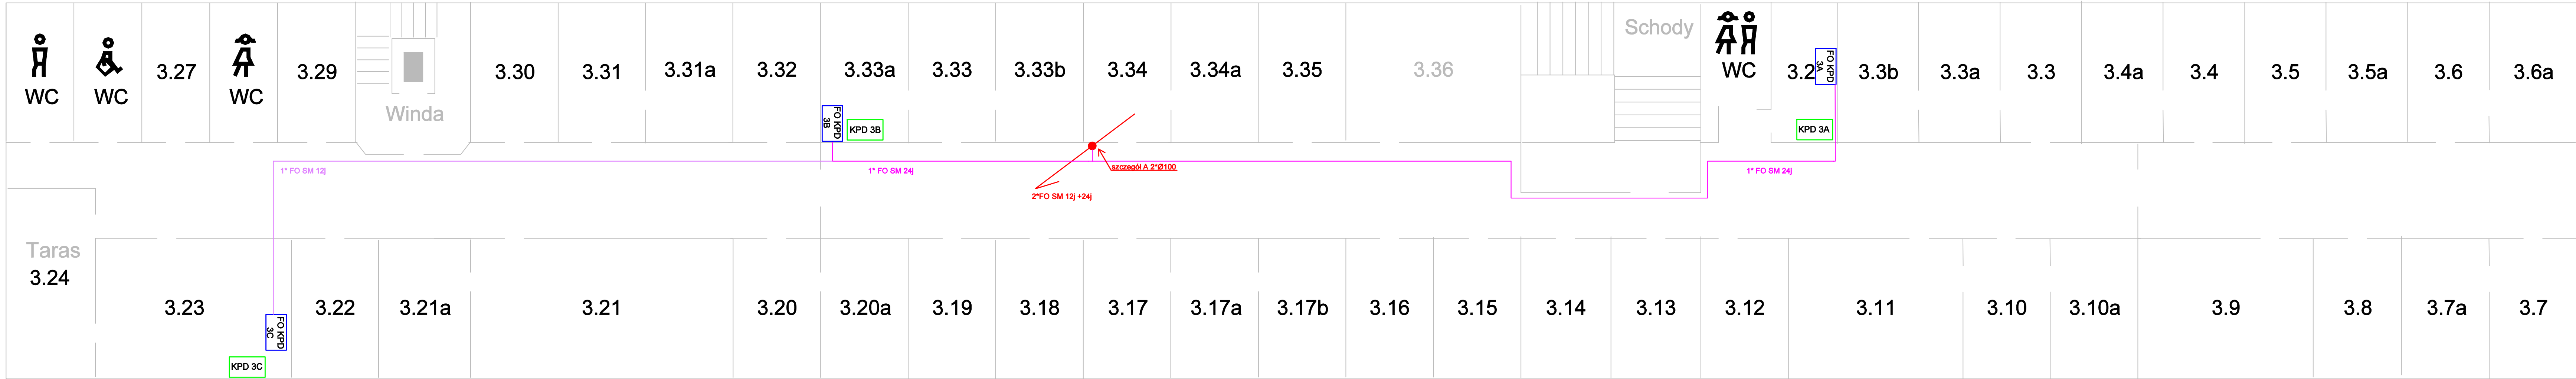 WC
WC
3.27
WC
3.29
Winda
3.30
3.31
3.31a
3.32
3.33a
3.33
3.33b
3.34
3.34a
3.35
3.36
Schody
WC
3.2
3.3b
3.3a
3.3
3.4a
3.4
3.5
3.5a
3.6
3.6a
FO KPD
3B
KPD 3B
FO KPD
3A
KPD 3A
1* FO SM 12j
1* FO SM 24j
szczegół A 2*Ø100
2*FO SM 12j +24j
1* FO SM 24j
Taras
3.24
3.23
3.22
3.21a
3.21
3.20
3.20a
3.19
3.18
3.17
3.17a
3.17b
3.16
3.15
3.14
3.13
3.12
3.11
3.10
3.10a
3.9
3.8
3.7a
3.7
FO KPD
3C
KPD 3C